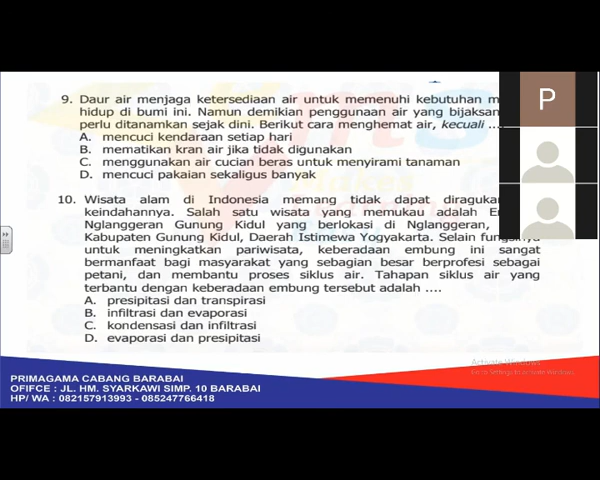 9. Daur air menjaga ketersediaan air untuk memenuhi kebutuhan
hidup di bumi ini. Namun demikian penggunaan air yang
perlu ditanamkan sejak dini. Berikut cara menghemat air, kecuali ...
A. mencuci kendaraan setiap hari
B. mematikan kran air jika tidak digunakan
C. menggunakan air cucian beras untuk menyirami tanaman
D. mencuci pakaian sekaligus banyak
10. Wisata alam di Indonesia memang tidak dapat
keindahannya. Salah satu wisata yang memukau adalah
Nglanggeran Gunung Kidul yang berlokasi di Nglanggeran,
Kabupaten Gunung Kidul, Daerah Istimewa Yogyakarta. Selain
untuk meningkatkan pariwisata, keberadaan embung ini sangat
bermanfaat bagi masyarakat yang sebagian besar berprofesi sebagai
petani, dan membantu proses siklus air. Tahapan siklus air yang
terbantu dengan keberadaan embung tersebut adalah ....
A. presipitasi dan transpirasi
B. infiltrasi dan evaporasi
C. kondensasi dan infiltrasi
D. evaporasi dan presipitasi
P
Activate Windows
Go to Settings to activate Windows.
PRIMAGAMA CABANG BARABAI
OFIFCE : JL. HM. SYARKAWI SIMP. 10 BARABAI
HP/ WA : 082157913993 - 085247766418